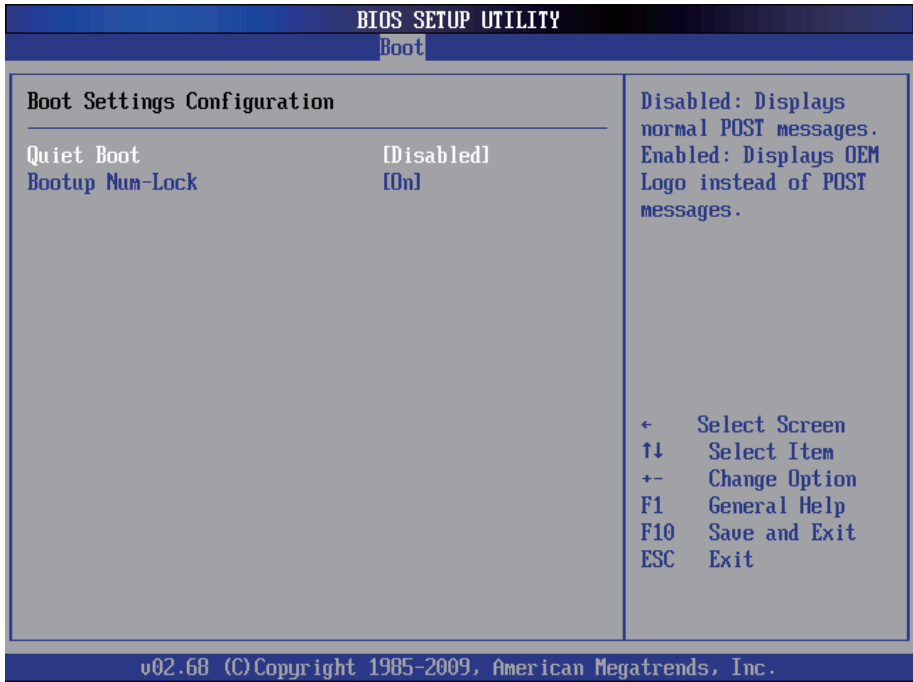 BIOS SETUP UTILITY
Boot
Boot Settings Configuration
Quiet Boot [Disabled]
Bootup Num-Lock [On]
Disabled: Displays
normal POST messages.
Enabled: Displays OEM
Logo instead of POST
messages.
← Select Screen
↑↓ Select Item
+- Change Option
F1 General Help
F10 Save and Exit
ESC Exit
v02.68 (C)Copyright 1985-2009, American Megatrends, Inc.